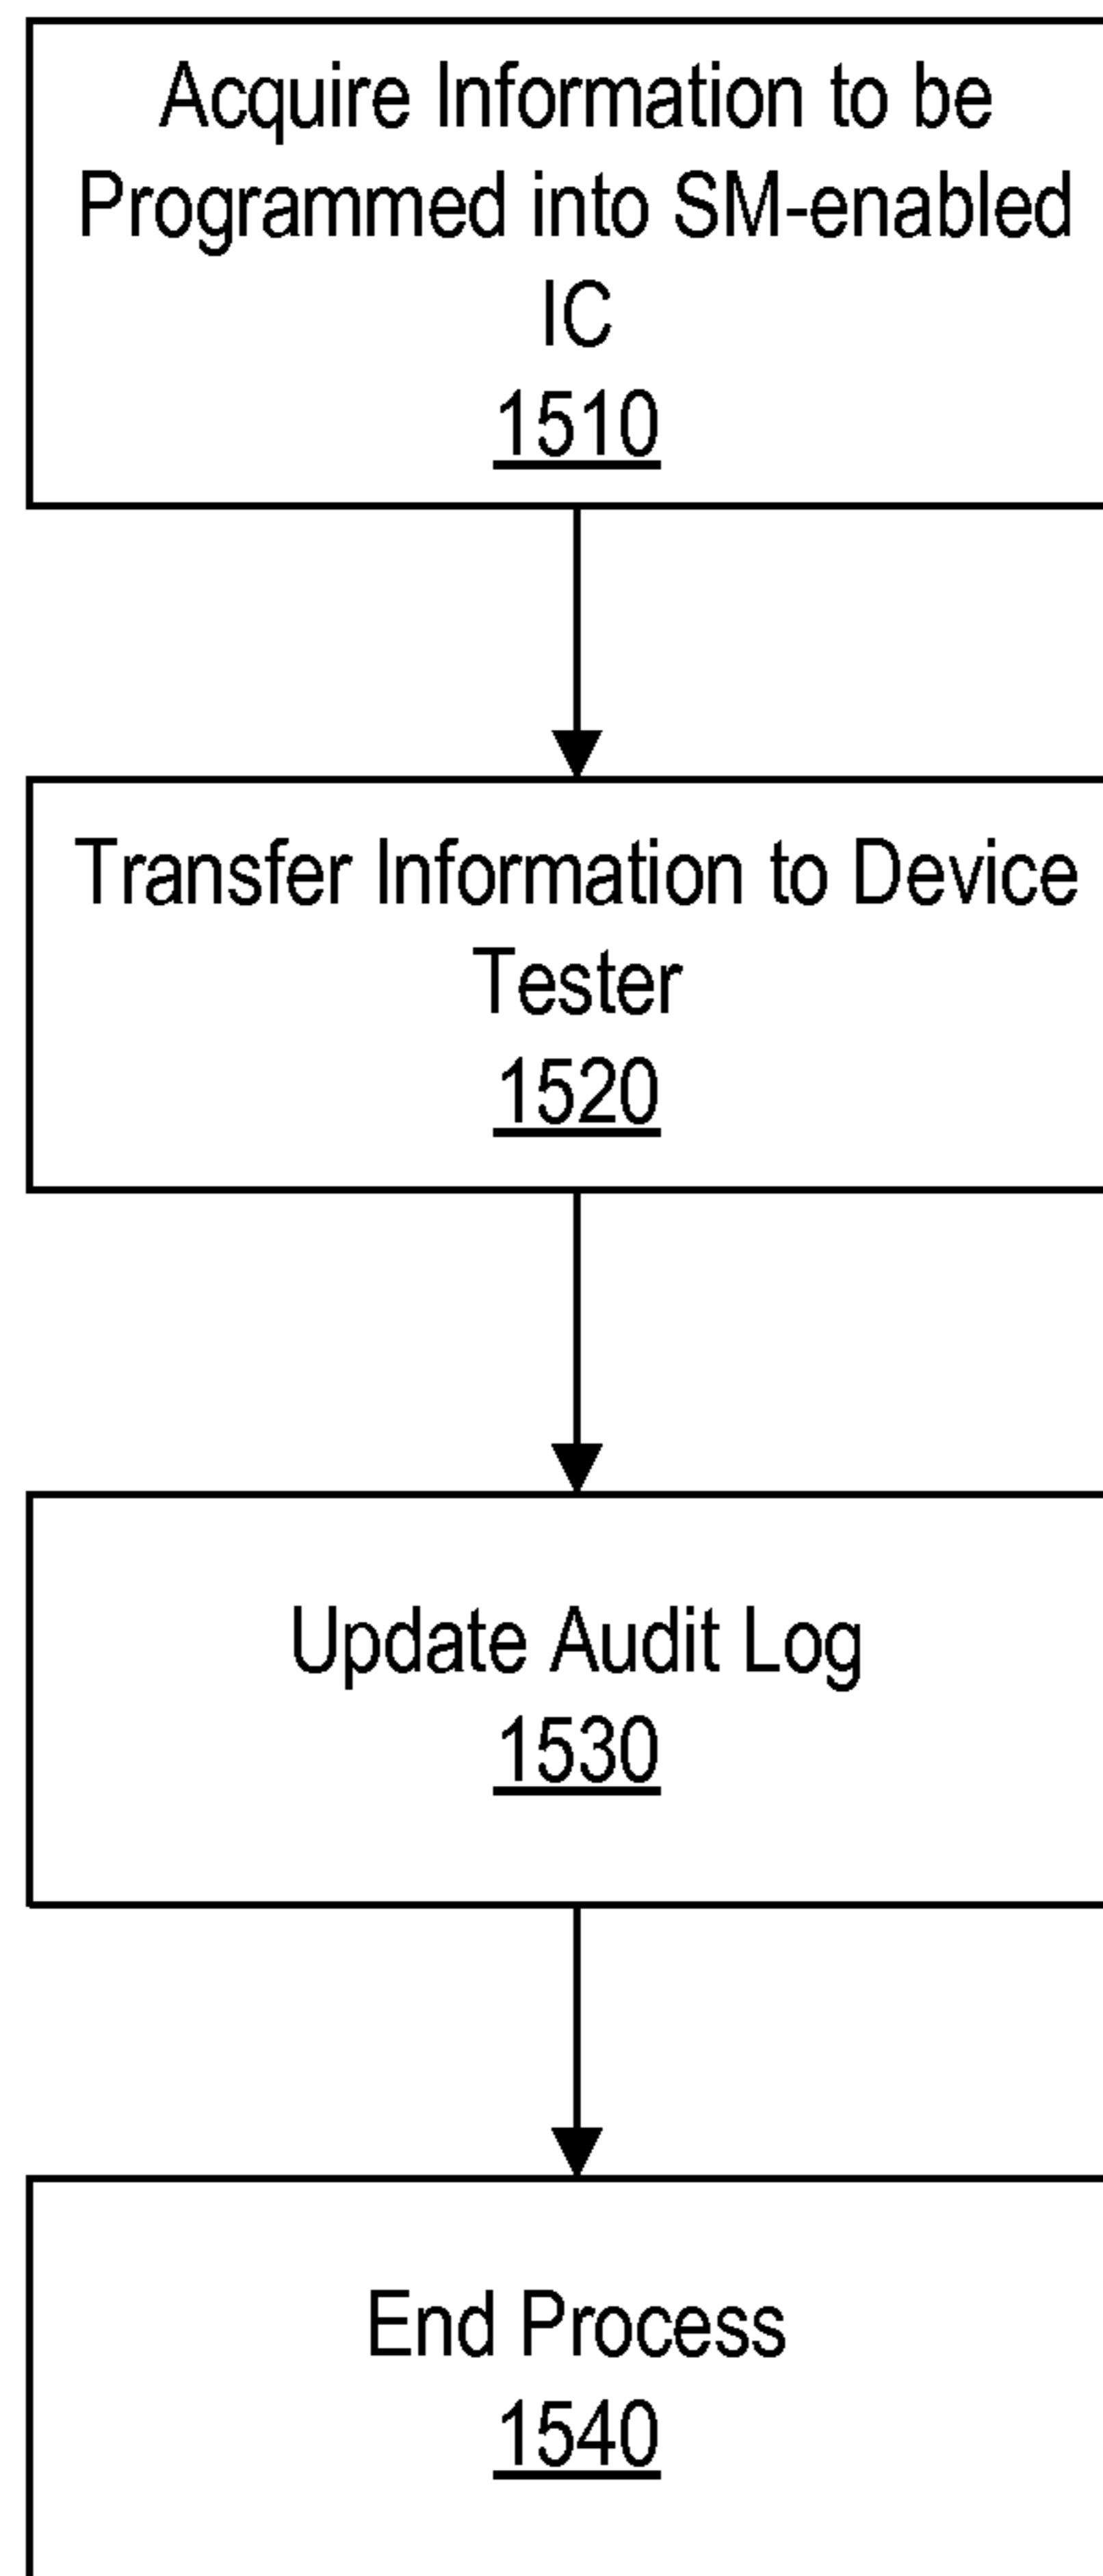 Acquire Information to be
Programmed into SM-enabled
IC
1510
Transfer Information to Device
Tester
1520
Update Audit Log
1530
End Process
1540